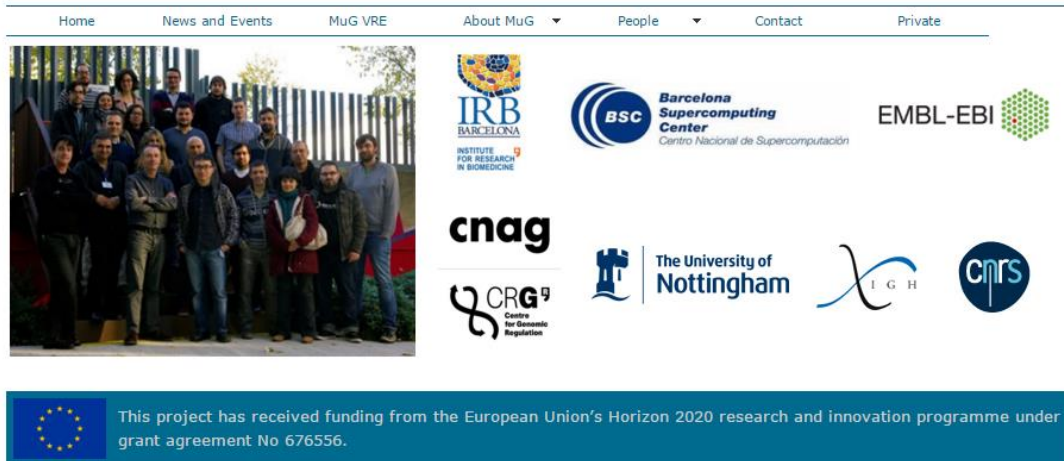 Home News and Events MuG VRE About MuG People Contact Private
IRB
BARCELONA
INSTITUTE
FOR RESEARCH
IN BIOMEDICINE
BSC
Barcelona
Supercomputing
Center
Centro Nacional de Supercomputación
EMBL-EBI
cnag
CRG
Centre
for Genomic
Regulation
The University of
Nottingham
I G H
cnrs
This project has received funding from the European Union’s Horizon 2020 research and innovation programme under
grant agreement No 676556.